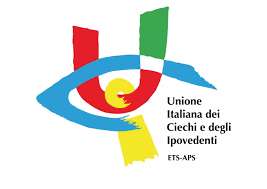 Unione
Italiana dei
Ciechi e degli
Ipovedenti
ETS-APS